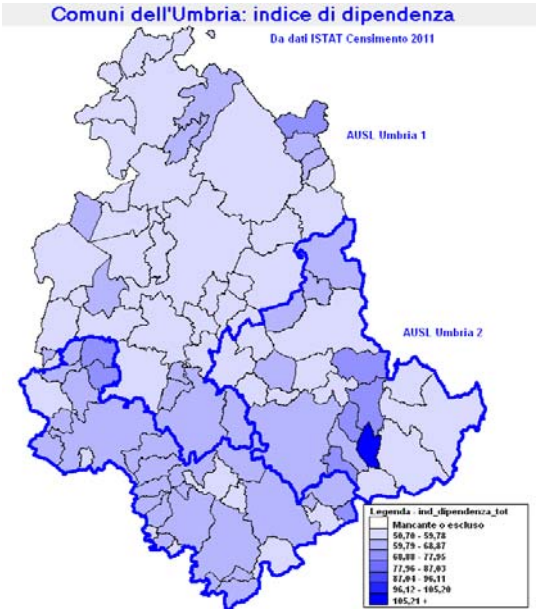 Comuni dell'Umbria: indice di dipendenza
Da dati ISTAT Censimento 2011
AUSL Umbria 1
AUSL Umbria 2
Legenda - ind_dipendenza_tot
Mancante o escluso
50,70 - 59,78
59,79 - 68,87
68,88 - 77,95
77,96 - 87,03
87,04 - 96,11
96,12 - 105,20
105,21 +